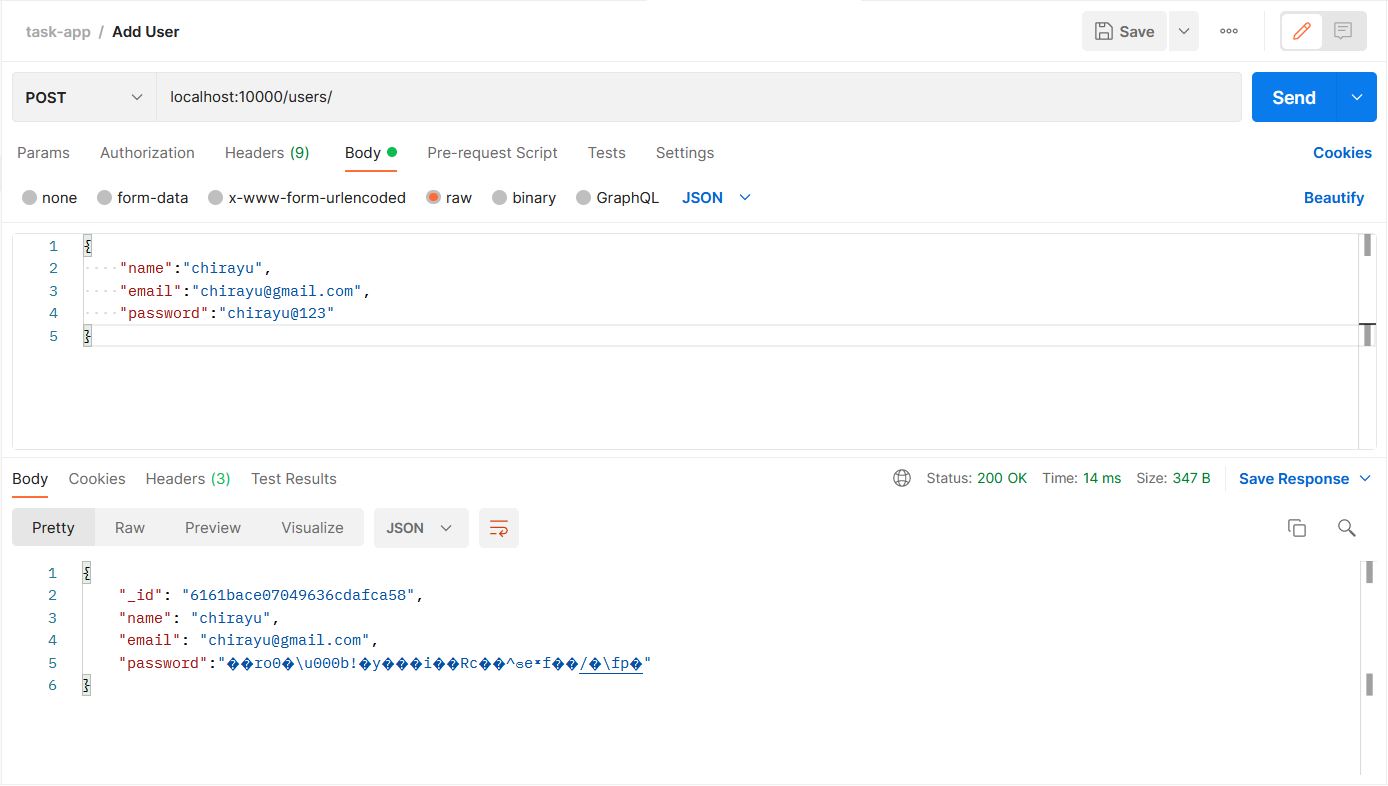 task-app / Add User
Save
POST
localhost:10000/users/
Send
Params Authorization Headers (9) Body Pre-request Script Tests Settings Cookies
none form-data x-www-form-urlencoded raw binary GraphQL JSON Beautify
1 {
2 ····"name":"chirayu",
3 ····"email":"chirayu@gmail.com",
4 ····"password":"chirayu@123"
5 }
Body Cookies Headers (3) Test Results Status: 200 OK Time: 14 ms Size: 347 B Save Response
Pretty Raw Preview Visualize JSON
1 {
2 "_id": "6161bace07049636cdafca58",
3 "name": "chirayu",
4 "email": "chirayu@gmail.com",
5 "password":"��ro0�\u000b!�y���i��Rc��^
6 }